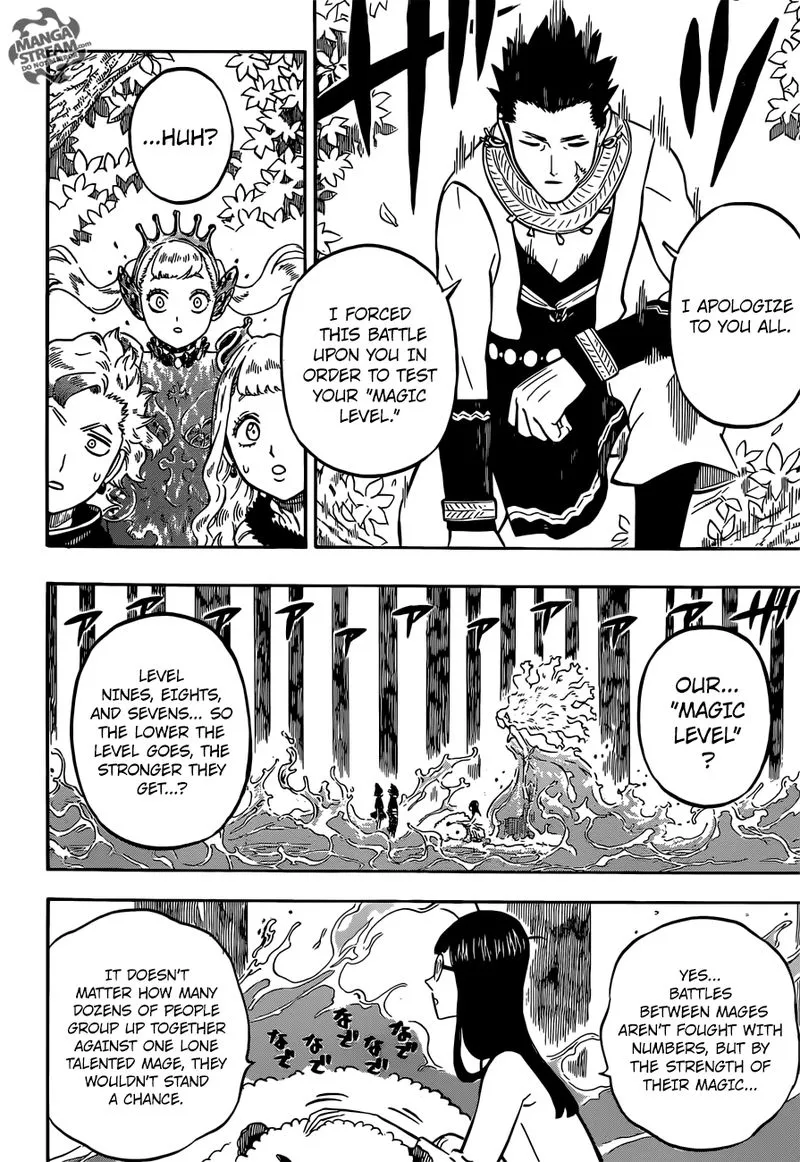 MANGA
STREAM
I APOLOGIZE
TO YOU ALL.
I FORCED
THIS BATTLE
UPON YOU IN
ORDER TO TEST
YOUR "MAGIC
LEVEL."
...HUH?
OUR...
"MAGIC
LEVEL"
?
LEVEL
NINES, EIGHTS,
AND SEVENS... SO
THE LOWER THE
LEVEL GOES, THE
STRONGER THEY
GET...?
YES...
BATTLES
BETWEEN MAGES
AREN'T FOUGHT WITH
NUMBERS, BUT BY
THE STRENGTH OF
THEIR MAGIC...
なで
なで
なで
なで
IT DOESN'T
MATTER HOW MANY
DOZENS OF PEOPLE
GROUP UP TOGETHER
AGAINST ONE LONE
TALENTED MAGE, THEY
WOULDN'T STAND
A CHANCE.